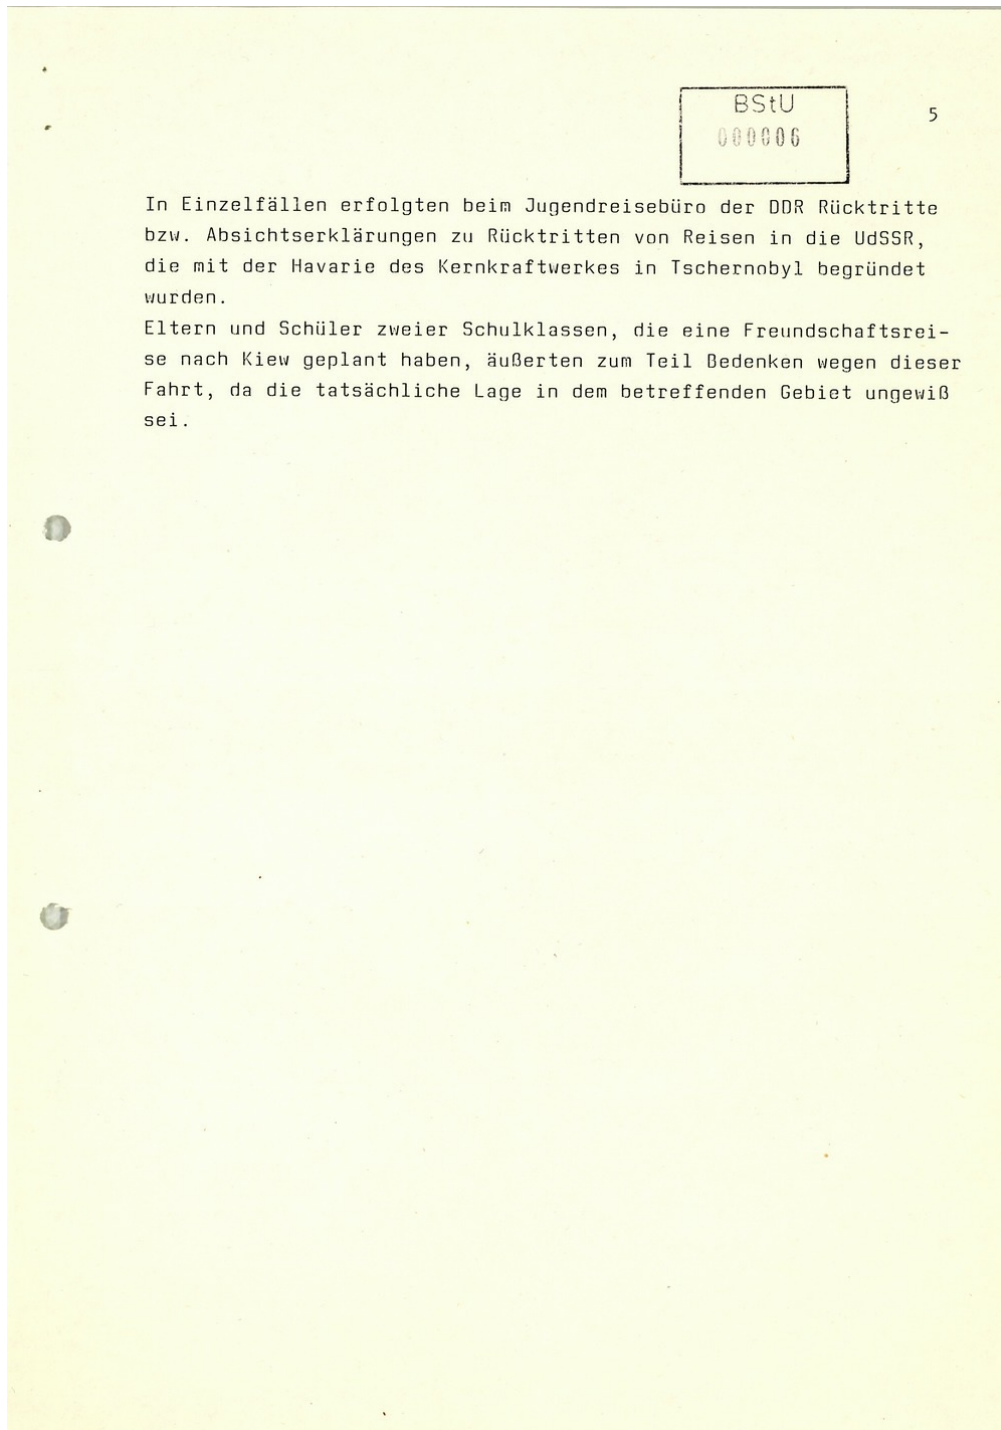 BStU
000006
5
In Einzelfällen erfolgten beim Jugendreisebüro der DDR Rücktritte
bzw. Absichtserklärungen zu Rücktritten von Reisen in die UdSSR,
die mit der Havarie des Kernkraftwerkes in Tschernobyl begründet
wurden.
Eltern und Schüler zweier Schulklassen, die eine Freundschaftsrei-
se nach Kiew geplant haben, äußerten zum Teil Bedenken wegen dieser
Fahrt, da die tatsächliche Lage in dem betreffenden Gebiet ungewiß
sei.